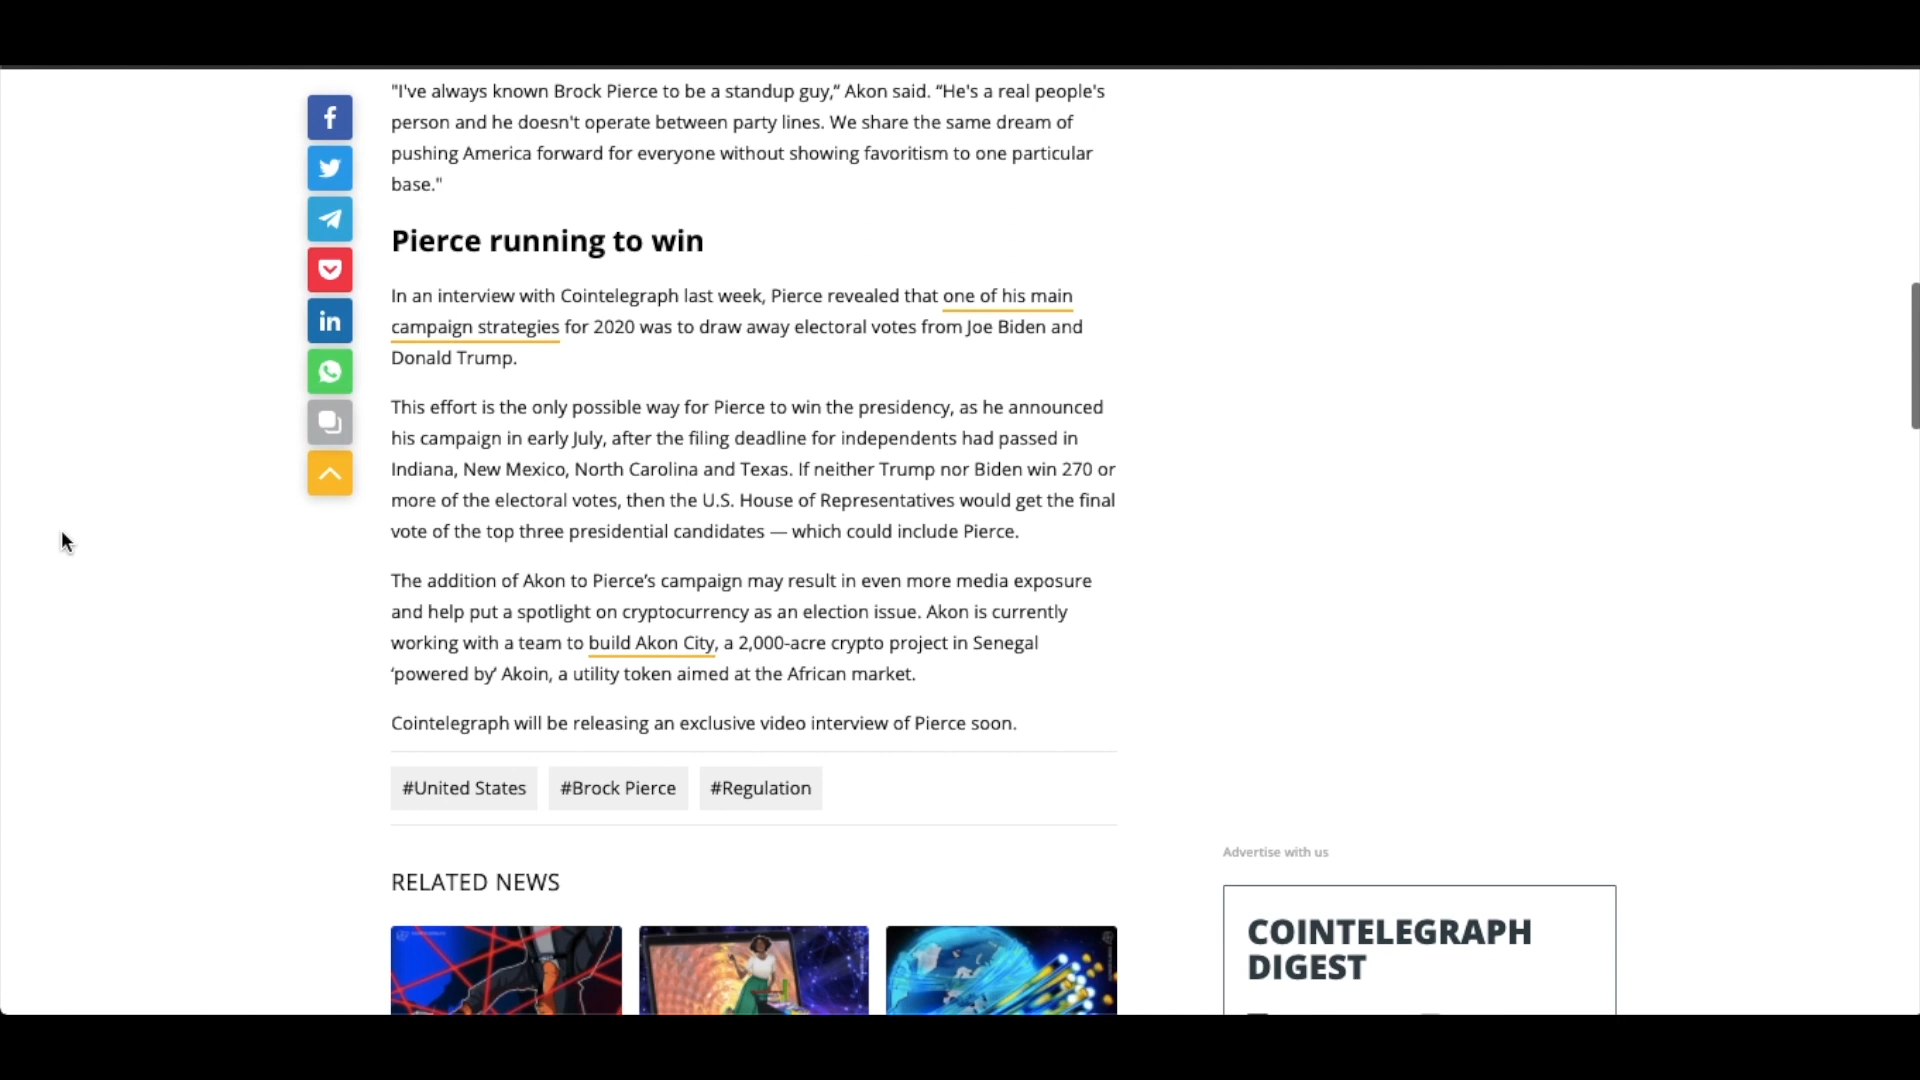 "I've always known Brock Pierce to be a standup guy,” Akon said. “He's a real people's
person and he doesn't operate between party lines. We share the same dream of
pushing America forward for everyone without showing favoritism to one particular
base."
Pierce running to win
In an interview with Cointelegraph last week, Pierce revealed that one of his main
campaign strategies for 2020 was to draw away electoral votes from Joe Biden and
Donald Trump.
This effort is the only possible way for Pierce to win the presidency, as he announced
his campaign in early July, after the filing deadline for independents had passed in
Indiana, New Mexico, North Carolina and Texas. If neither Trump nor Biden win 270 or
more of the electoral votes, then the U.S. House of Representatives would get the final
vote of the top three presidential candidates — which could include Pierce.
The addition of Akon to Pierce’s campaign may result in even more media exposure
and help put a spotlight on cryptocurrency as an election issue. Akon is currently
working with a team to build Akon City, a 2,000-acre crypto project in Senegal
‘powered by’ Akoin, a utility token aimed at the African market.
Cointelegraph will be releasing an exclusive video interview of Pierce soon.
#United States #Brock Pierce #Regulation
RELATED NEWS
Advertise with us
COINTELEGRAPH
DIGEST